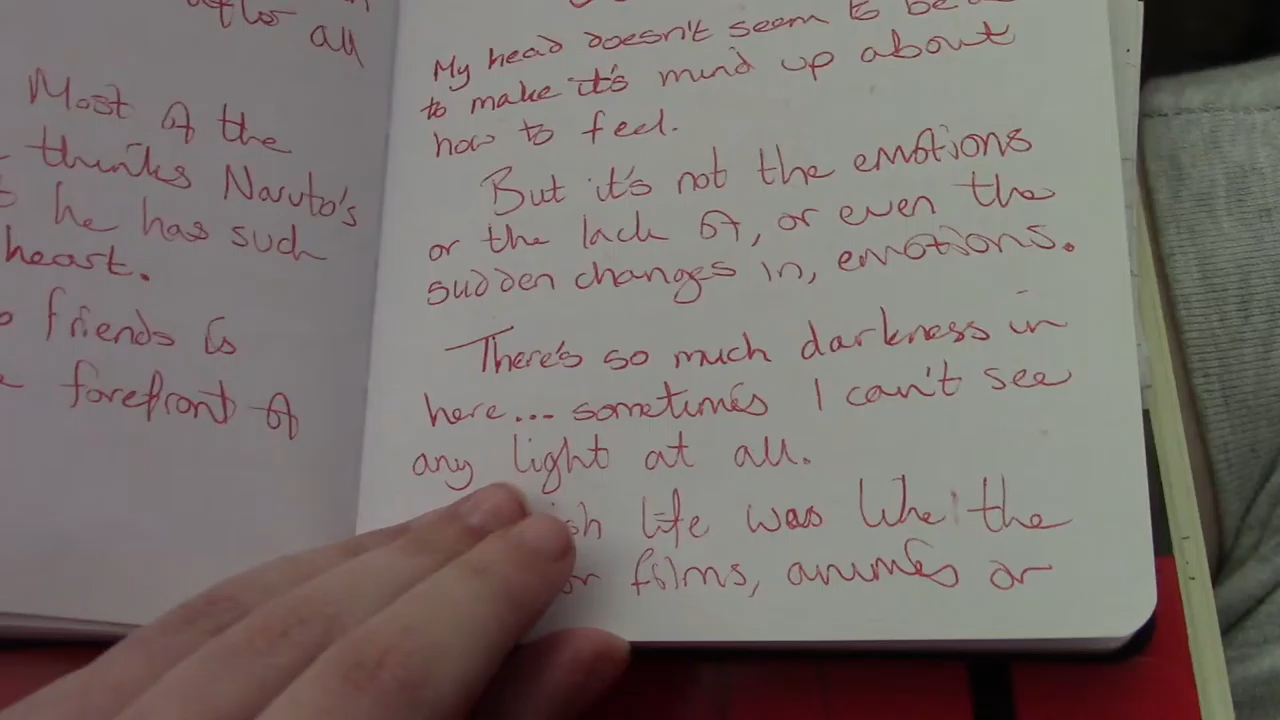 after all
Most of the
thinks Naruto's
he has such
heart.
friends is
forefront of
My head doesn't seem to be
to make it's mind up about
how to feel.
But it's not the emotions
or the lack of, or even the
sudden changes in, emotions.
There's so much darkness in
here... sometimes I can't see
any light at all.
life was like the
films, animes or